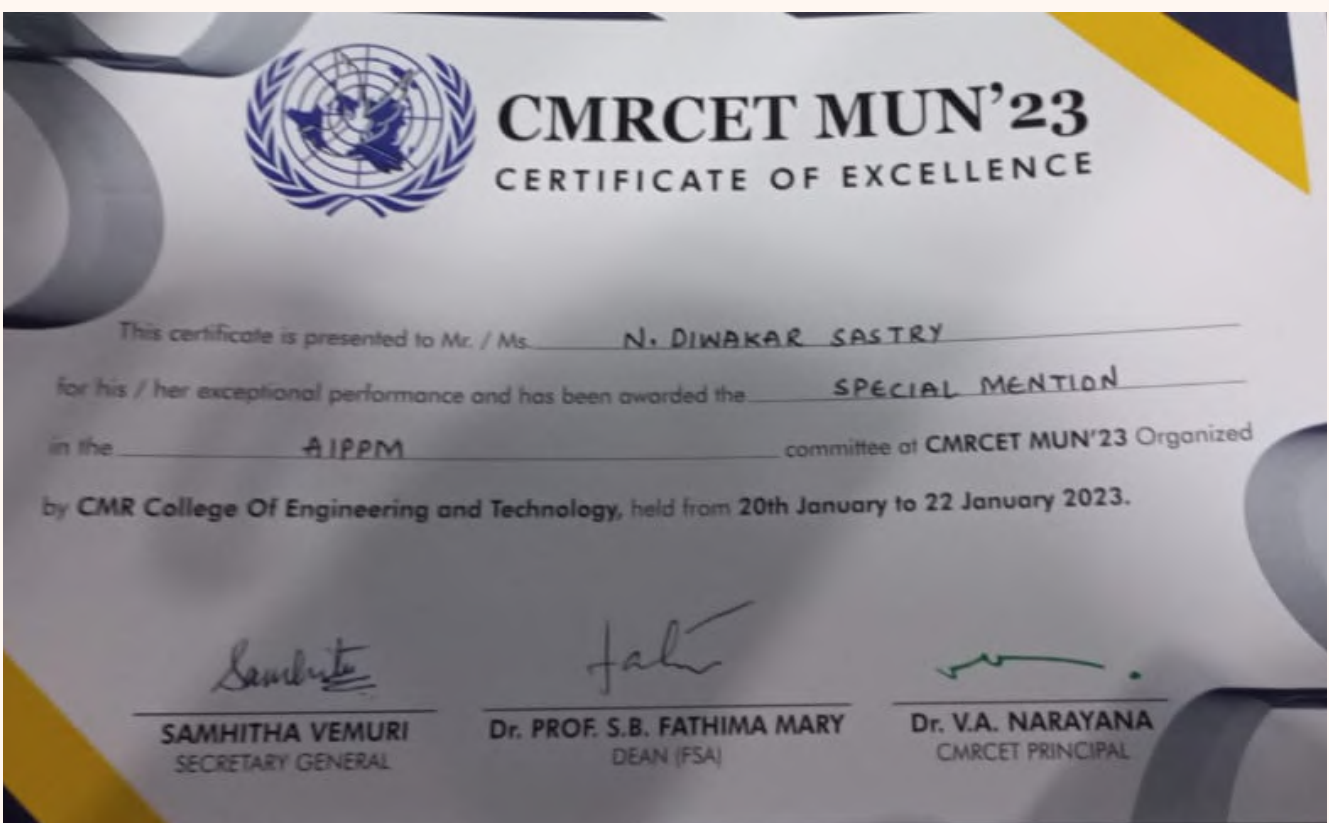 CMRCET MUN’23
CERTIFICATE OF EXCELLENCE
This certificate is presented to Mr. / Ms. N. DIWAKAR SASTRY
for his / her exceptional performance and has been awarded the SPECIAL MENTION
in the AIPPM committee at CMRCET MUN’23 Organized
by CMR College Of Engineering and Technology, held from 20th January to 22 January 2023.
SAMHITHA VEMURI
SECRETARY GENERAL
Dr. PROF. S.B. FATHIMA MARY
DEAN (FSA)
Dr. V.A. NARAYANA
CMRCET PRINCIPAL